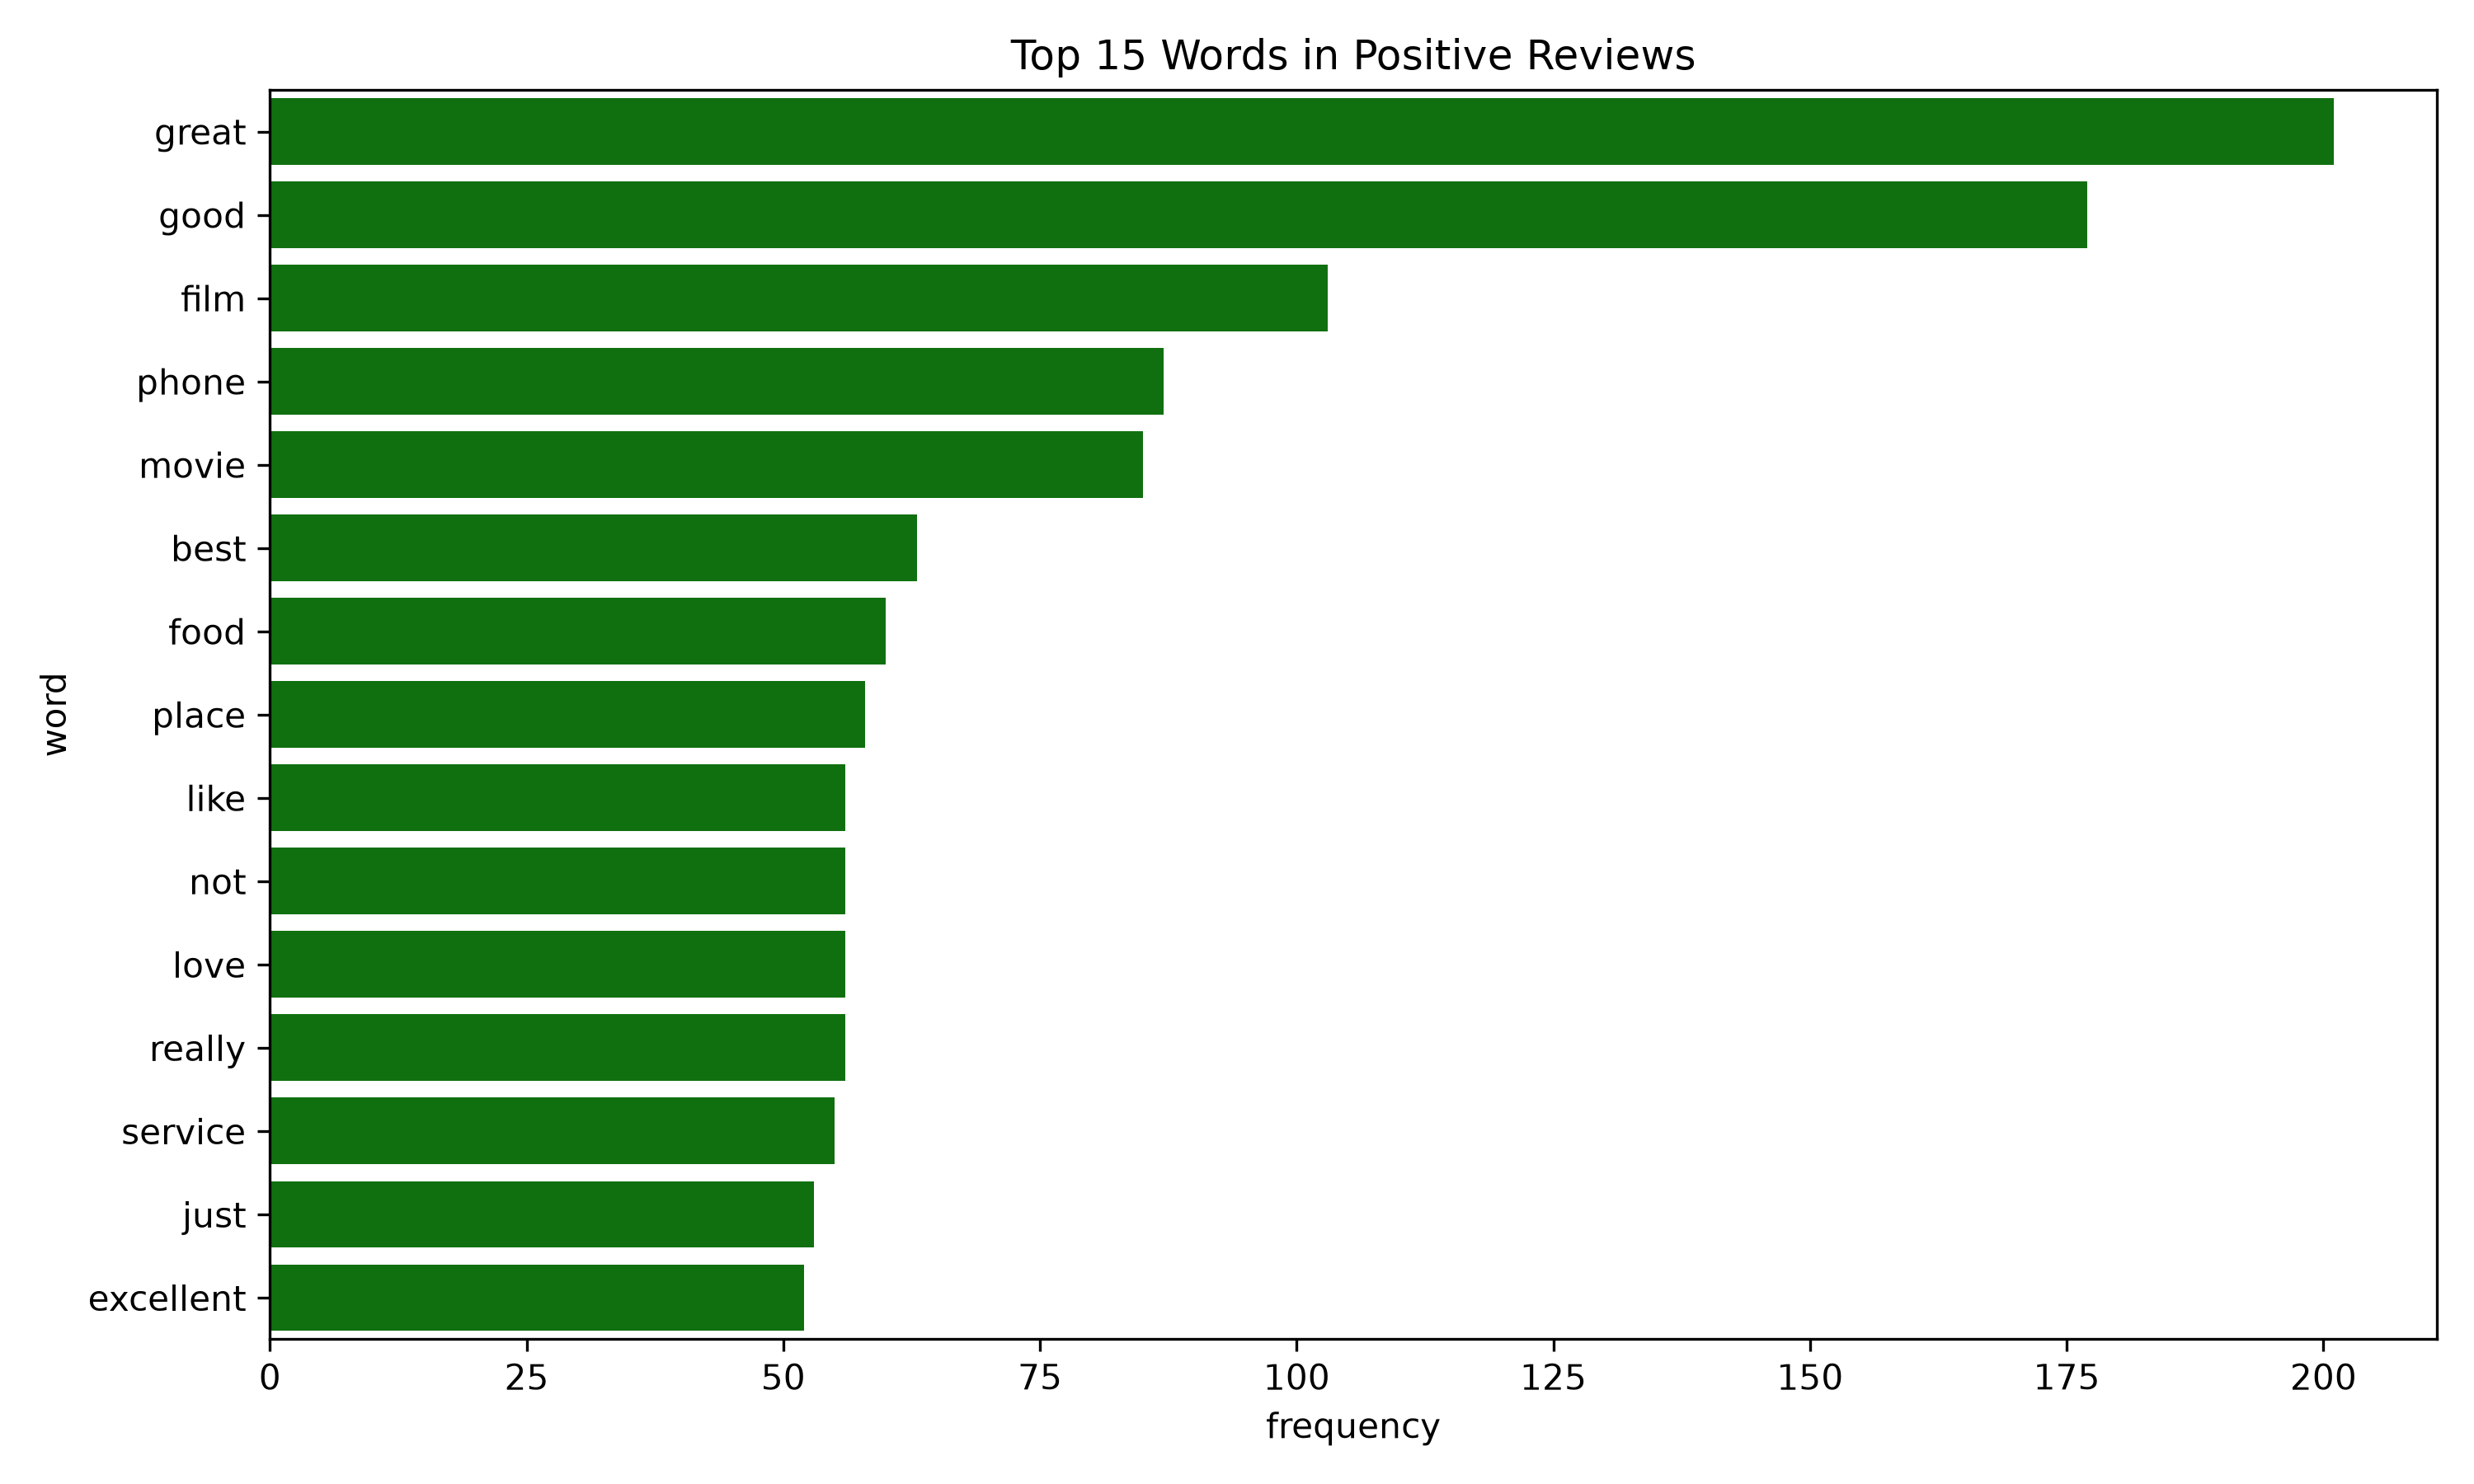 Top 15 Words in Positive Reviews
word
great
good
film
phone
movie
best
food
place
like
not
love
really
service
just
excellent
0 25 50 75 100 125 150 175 200
frequency